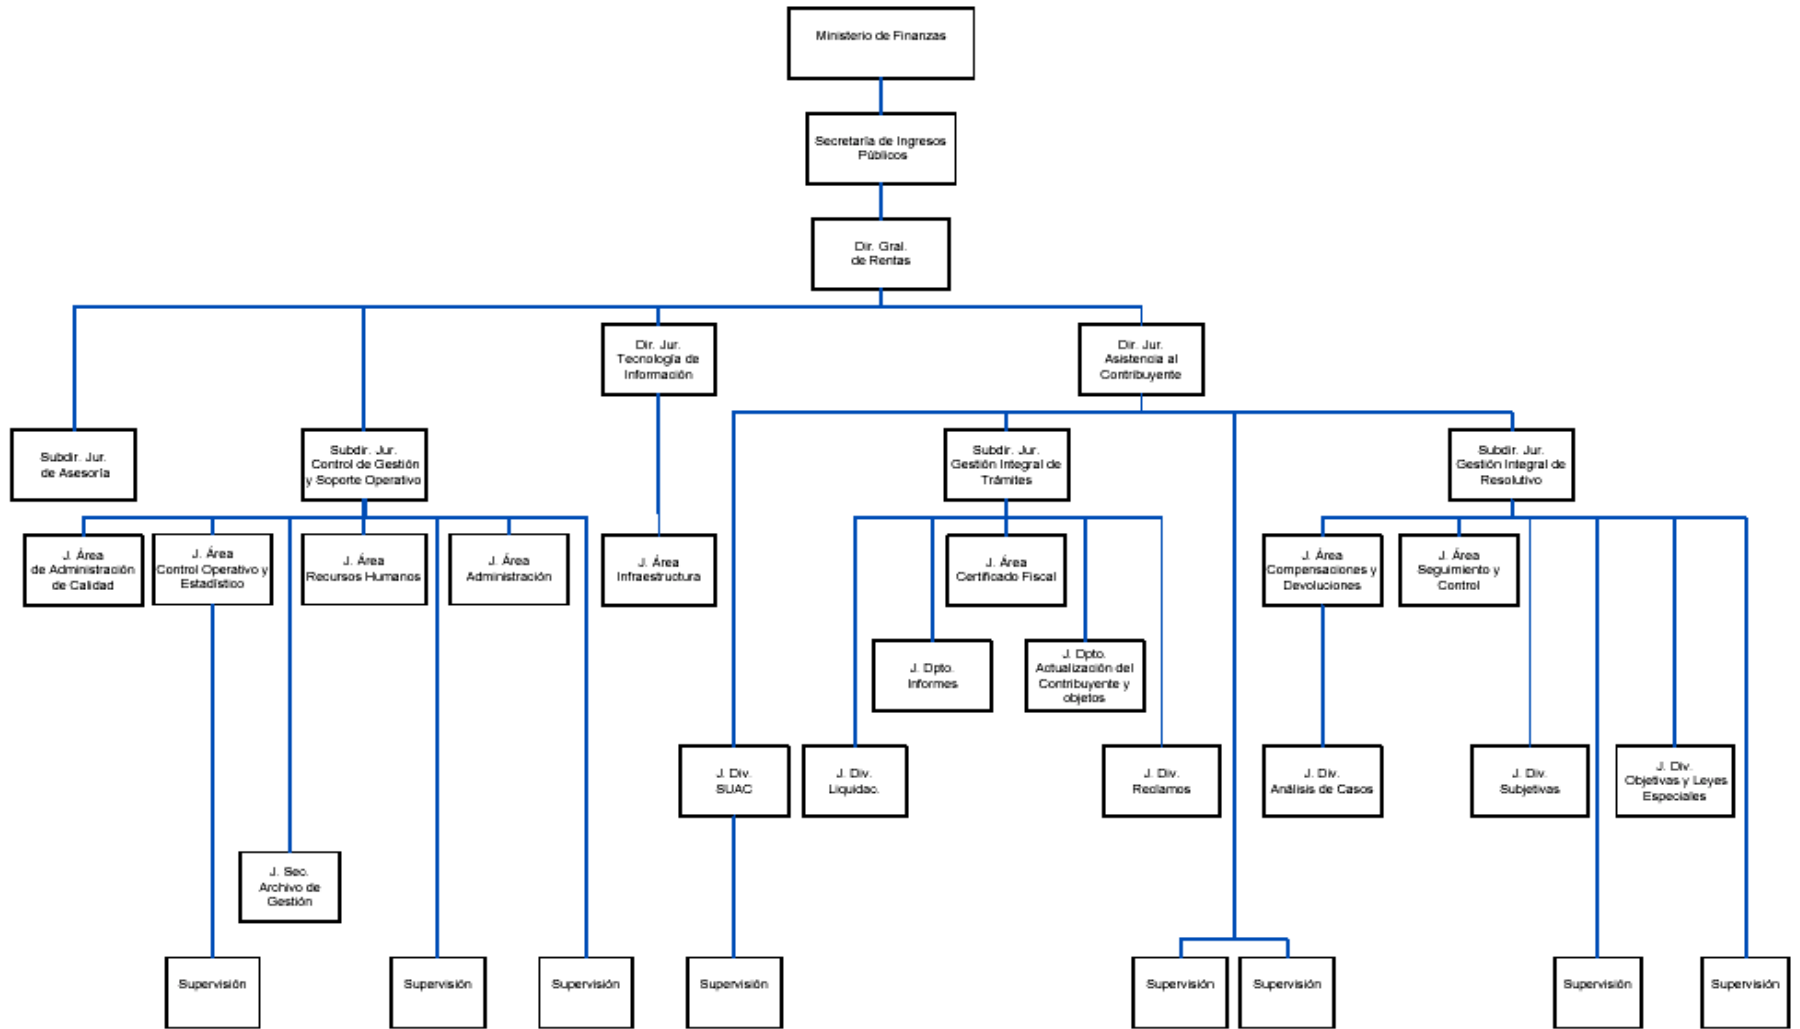 Ministerio de Finanzas
Secretaría de Ingresos
Públicos
Dir. Gral.
de Rentas
Dir. Jur.
Tecnología de
Información
Dir. Jur.
Asistencia al
Contribuyente
Subdir. Jur.
de Asesoría
Subdir. Jur.
Control de Gestión
y Soporte Operativo
Subdir. Jur.
Gestión Integral de
Trámites
Subdir. Jur.
Gestión Integral de
Resolutivo
J. Área
de Administración
de Calidad
J. Área
Control Operativo y
Estadístico
J. Área
Recursos Humanos
J. Área
Administración
J. Área
Infraestructura
J. Área
Certificado Fiscal
J. Área
Compensaciones y
Devoluciones
J. Área
Seguimiento y
Control
J. Dpto.
Informes
J. Dpto.
Actualización del
Contribuyente y
objetos
J. Div.
SUAC
J. Div.
Liquidac.
J. Div.
Reclamos
J. Div.
Análisis de Casos
J. Div.
Subjetivas
J. Div.
Objetivas y Leyes
Especiales
J. Sec.
Archivo de
Gestión
Supervisión
Supervisión
Supervisión
Supervisión
Supervisión
Supervisión
Supervisión
Supervisión